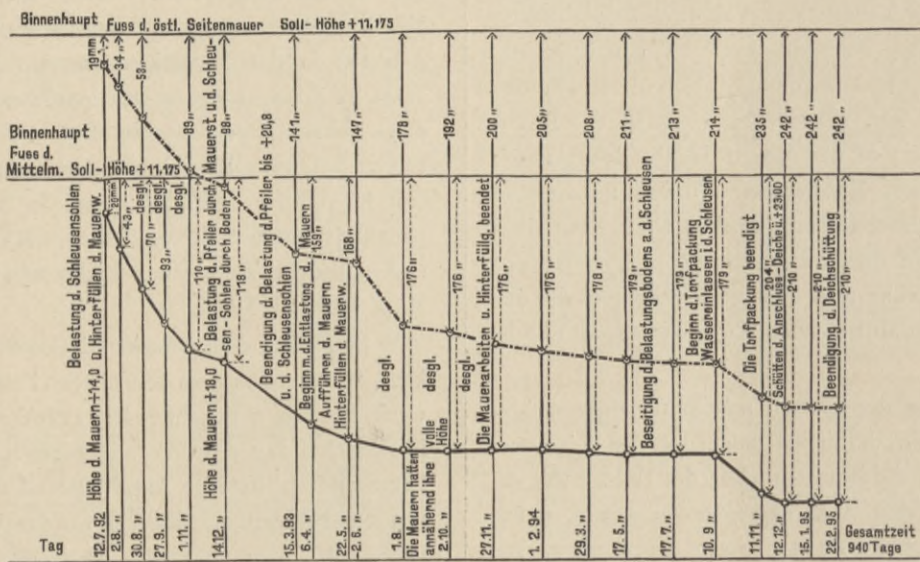 Binnenhaupt Fuss d. östl. Seitenmauer Soll-Höhe +11.175
19mm
34 „
53 „
89 „
98 „
141 „
147 „
178 „
192 „
200 „
205 „
208 „
211 „
213 „
214 „
235 „
242 „
242 „
242 „
Binnenhaupt
Fuss d.
Mittelm. Soll-Höhe +11.175
20mm
43 „
70 „
93 „
110 „
118 „
159 „
168 „
176 „
176 „
176 „
176 „
178 „
179 „
179 „
179 „
204 „
210 „
210 „
210 „
Höhe d. Mauern +14,0
Belastung d. Schleusensohlen
u. Hinterfüllen d. Mauerw.
desgl.
desgl.
desgl.
Höhe d. Mauern +18,0
Belastung d. Pfeiler durch Mauerst. u. d. Schleu-
sen-Sohlen durch Boden
Beendigung d. Belastung d. Pfeiler bis +20,8
u. d. Schleusensohlen
Beginn m. d. Entlastung d. Mauern
Aufführen d. Mauern
Hinterfüllen d. Mauerw.
desgl.
Die Mauern hatten
annähernd ihre
volle Höhe
desgl.
desgl.
Die Mauerarbeiten u. Hinterfüllg. beendet
Beseitigung d. Belastungsbodens a. d. Schleusen
Beginn d. Torfpackung
Wassereinlassen i. d. Schleusen
Die Torfpackung beendigt
Schütten d. Anschluss-Deiche ü. +23,00
Beendigung d. Deichschüttung
Tag
12.7.92
2.8. „
30.8. „
27.9. „
1.11. „
14.12. „
15.3.93
6.4. „
22.5. „
-2.6. „
1.8. „
2.10. „
27.11. „
1.2.94
29.3. „
17.5. „
17.7. „
10.9. „
11.11. „
12.12. „
15.1.95
22.2.95
Gesamtzeit
940 Tage